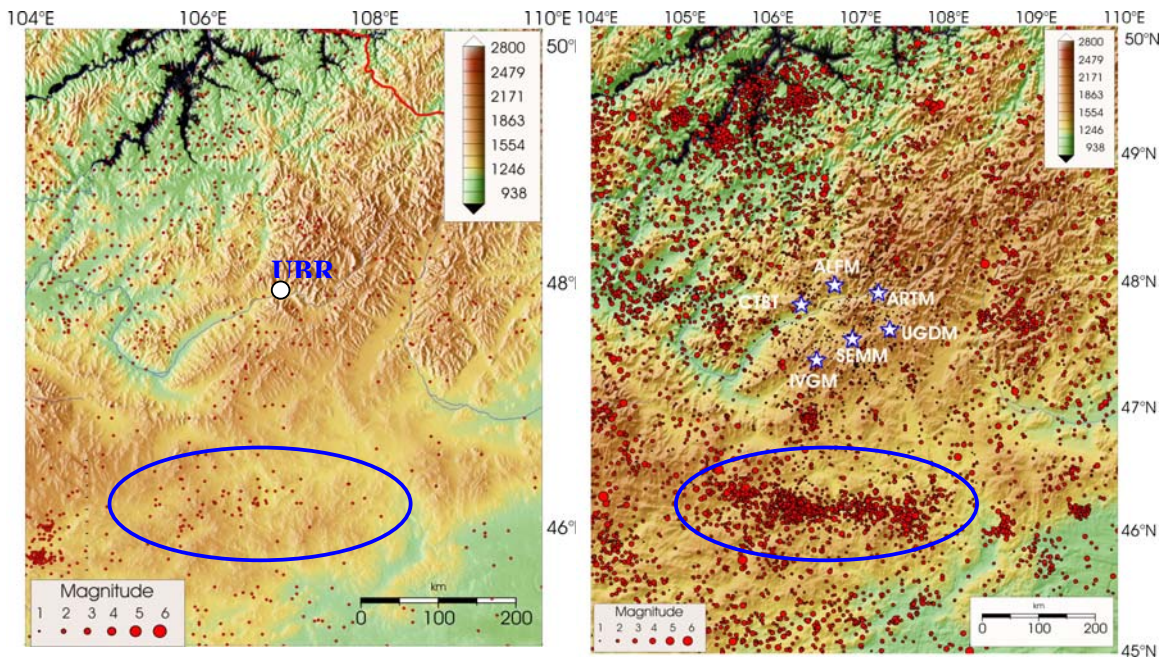 104°E 106°E 108°E 110°E
50°
48°
46°
2800
2479
2171
1863
1554
1246
938
UBR
Magnitude
1 2 3 4 5 6
km
0 100 200
104°E 105°E 106°E 107°E 108°E 109°E 110°E
50°N
49°N
48°N
47°N
46°N
45°N
2800
2479
2171
1863
1554
1246
938
ALFM
CTBT
ARTM
UGDM
SEMM
IVGM
Magnitude
1 2 3 4 5 6
km
0 100 200